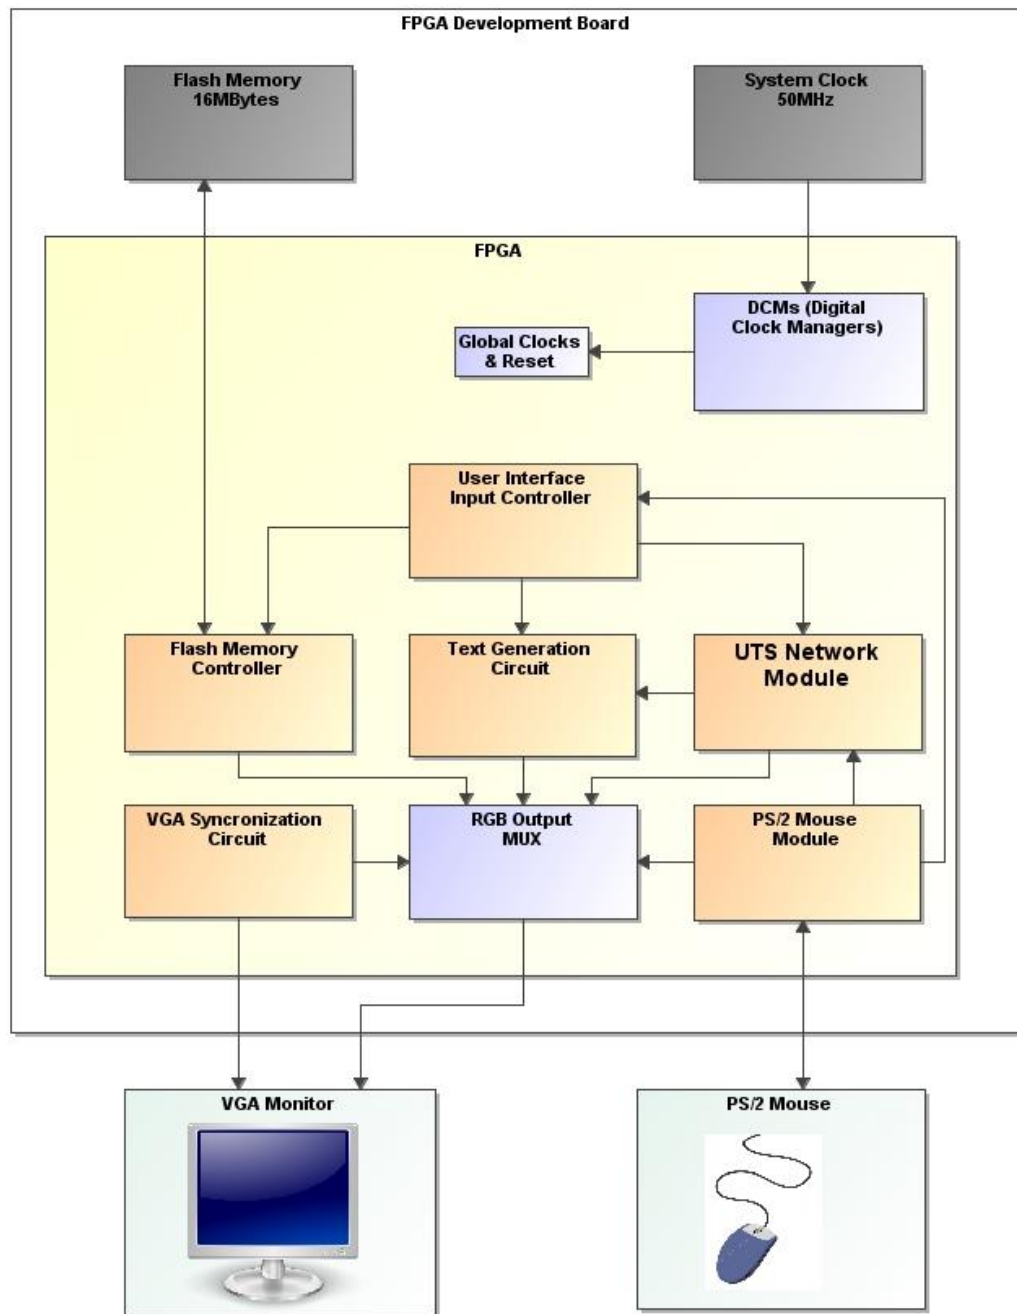 FPGA Development Board
Flash Memory
16MBytes
System Clock
50MHz
FPGA
DCMs (Digital
Clock Managers)
Global Clocks
& Reset
User Interface
Input Controller
Flash Memory
Controller
Text Generation
Circuit
UTS Network
Module
VGA Syncronization
Circuit
RGB Output
MUX
PS/2 Mouse
Module
VGA Monitor
PS/2 Mouse